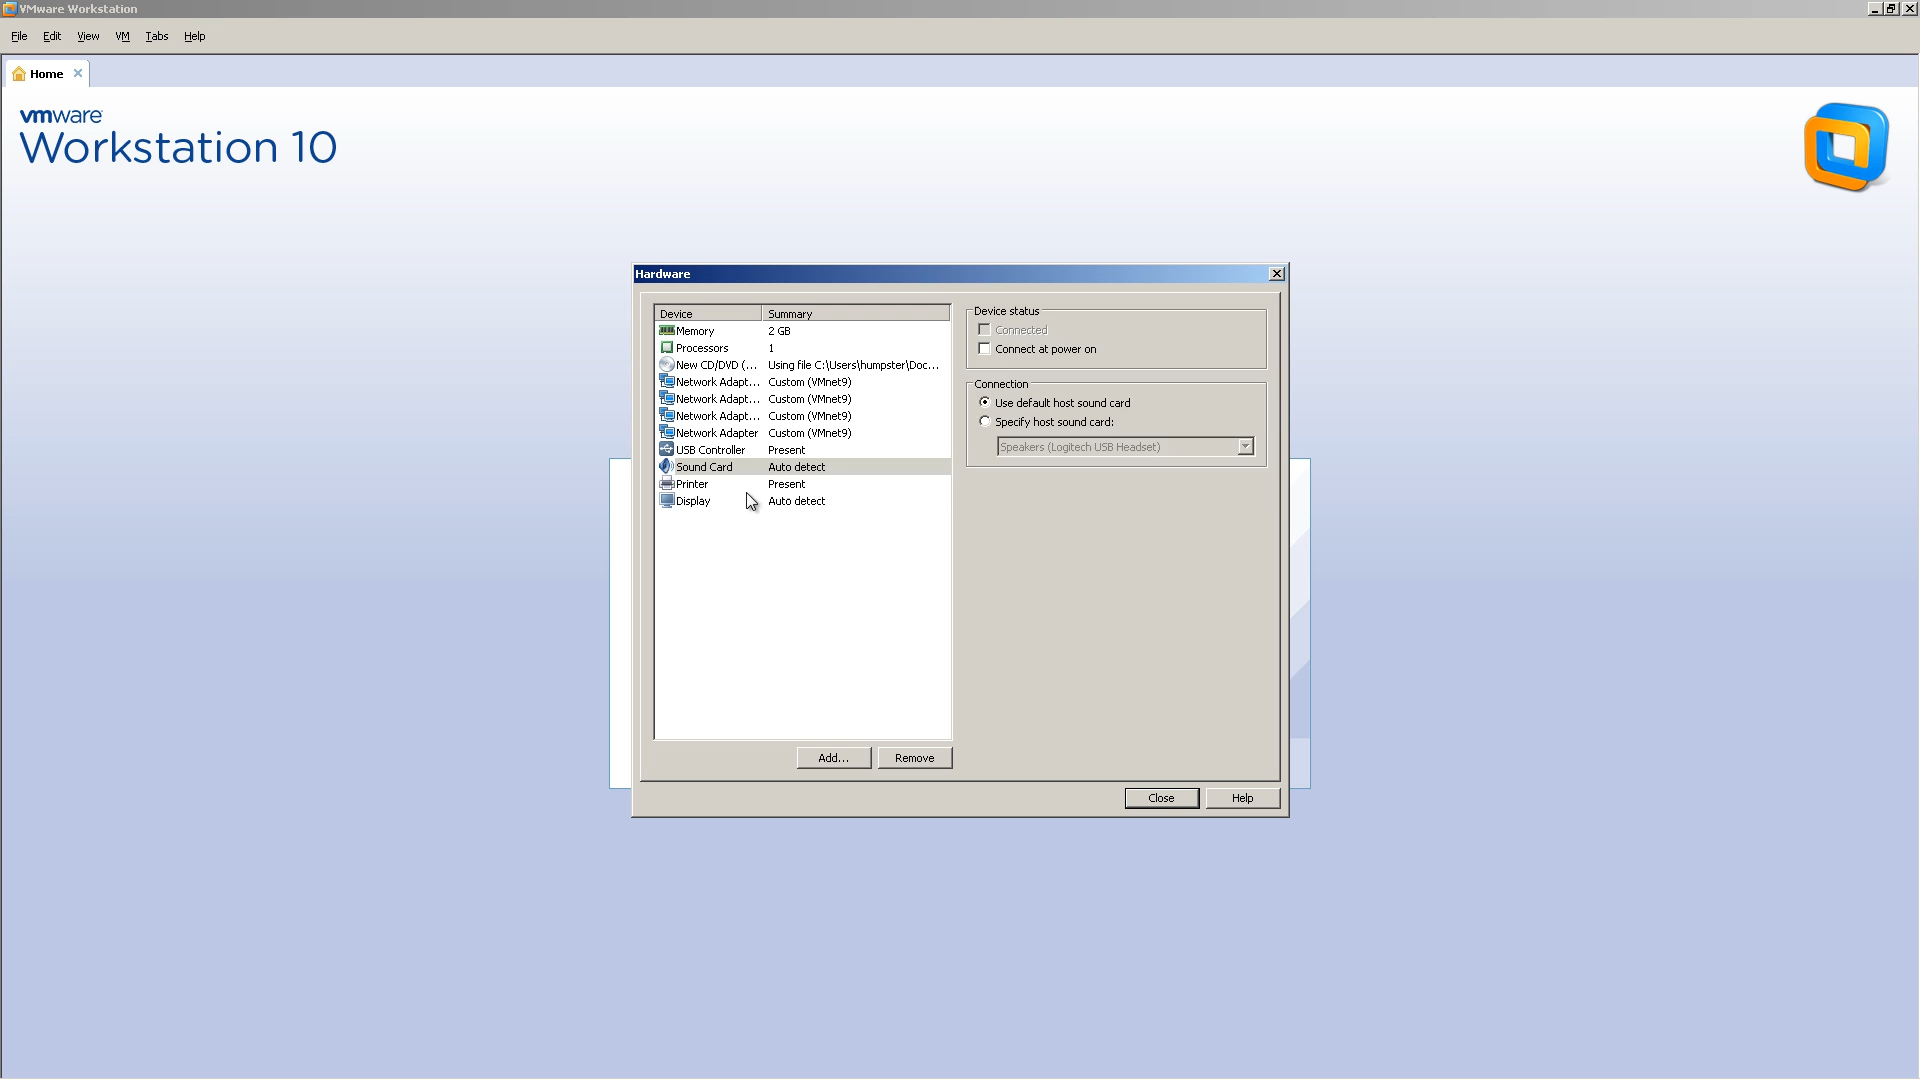 VMware Workstation
File Edit View VM Tabs Help
Home
vmware
Workstation 10
Hardware
Device Summary
Memory 2 GB
Processors 1
New CD/DVD (... Using file C:\Users\humpster\Doc...
Network Adapt... Custom (VMnet9)
Network Adapt... Custom (VMnet9)
Network Adapt... Custom (VMnet9)
Network Adapter Custom (VMnet9)
USB Controller Present
Sound Card Auto detect
Printer Present
Display Auto detect
Add... Remove
Device status
Connected
Connect at power on
Connection
Use default host sound card
Specify host sound card:
Speakers (Logitech USB Headset)
Close Help